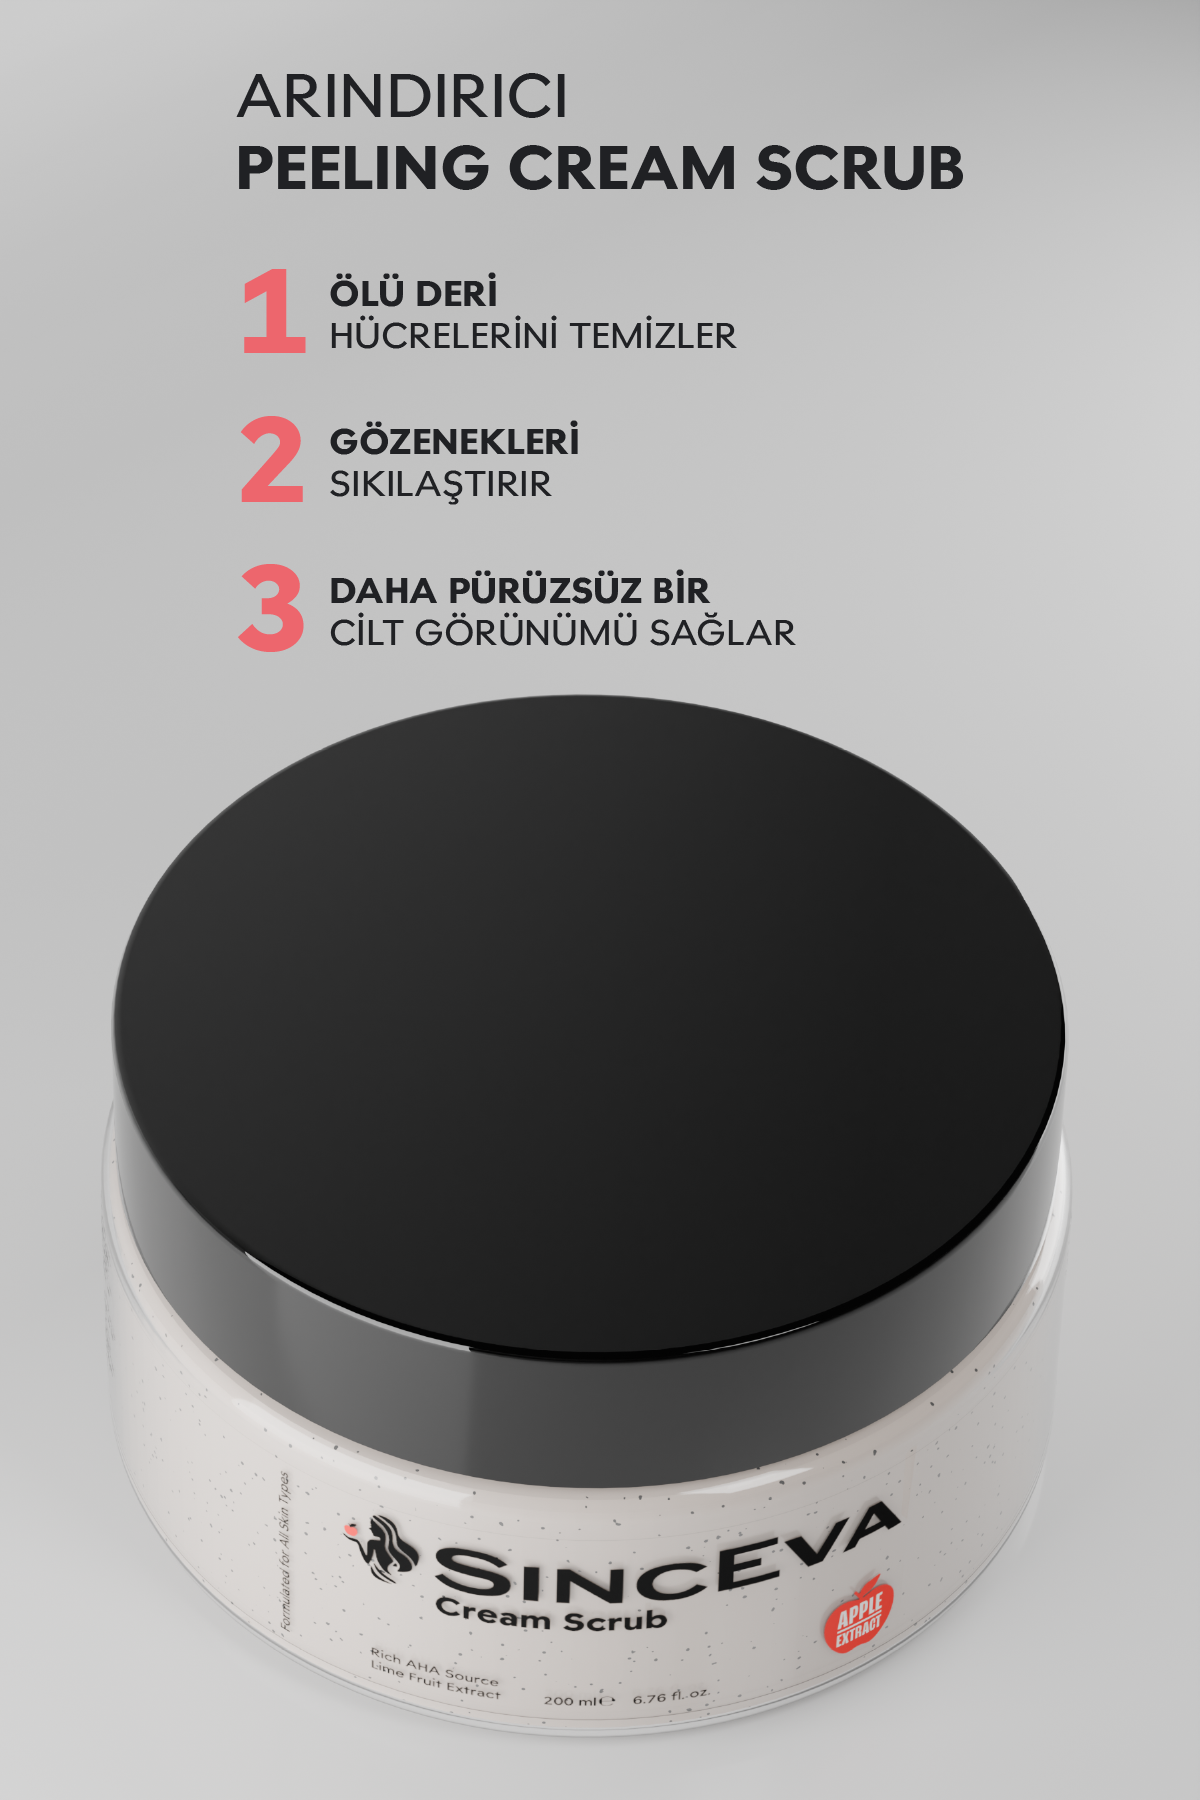 ARINDIRICI
PEELING CREAM SCRUB
1 ÖLÜ DERİ
HÜCRELERİNİ TEMİZLER
2 GÖZENEKLERİ
SIKILAŞTIRIR
3 DAHA PÜRÜZSÜZ BİR
CİLT GÖRÜNÜMÜ SAĞLAR
Formulated for All Skin Types
SINCEVA
Cream Scrub
APPLE
EXTRACT
Rich AHA Source
Lime Fruit Extract
200 ml ℮ 6.76 fl. oz.